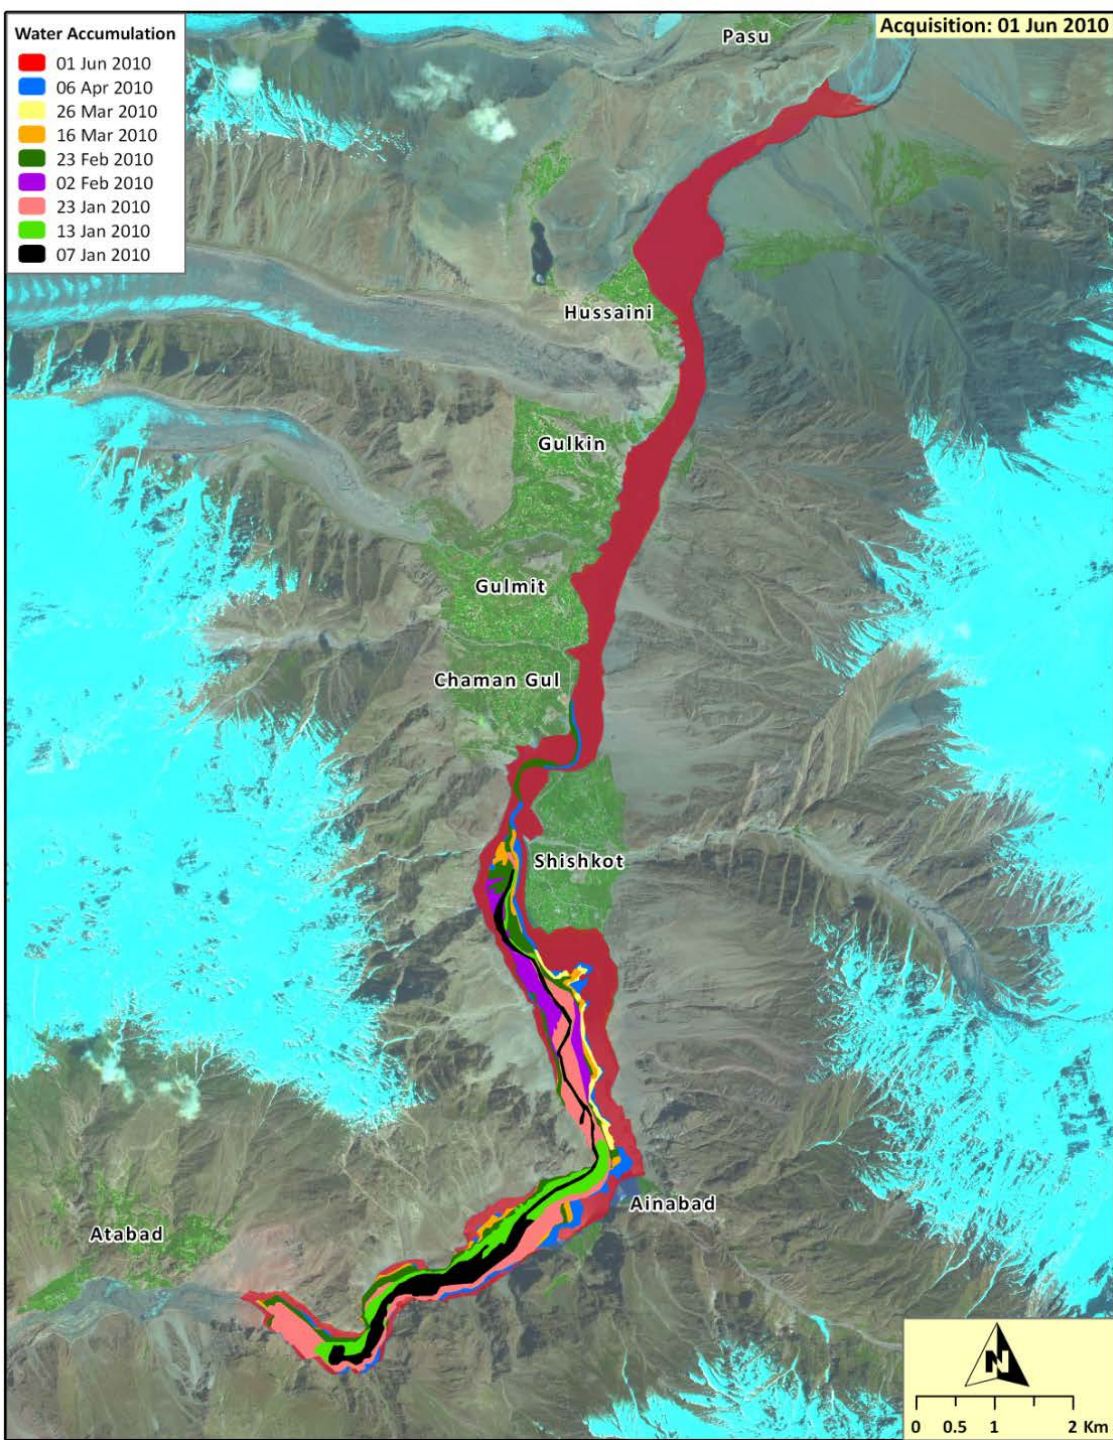 Water Accumulation
01 Jun 2010
06 Apr 2010
26 Mar 2010
16 Mar 2010
23 Feb 2010
02 Feb 2010
23 Jan 2010
13 Jan 2010
07 Jan 2010
Acquisition: 01 Jun 2010
Pasu
Hussaini
Gulkin
Gulmit
Chaman Gul
Shishkot
Ainabad
Atabad
N
0 0.5 1 2 Km